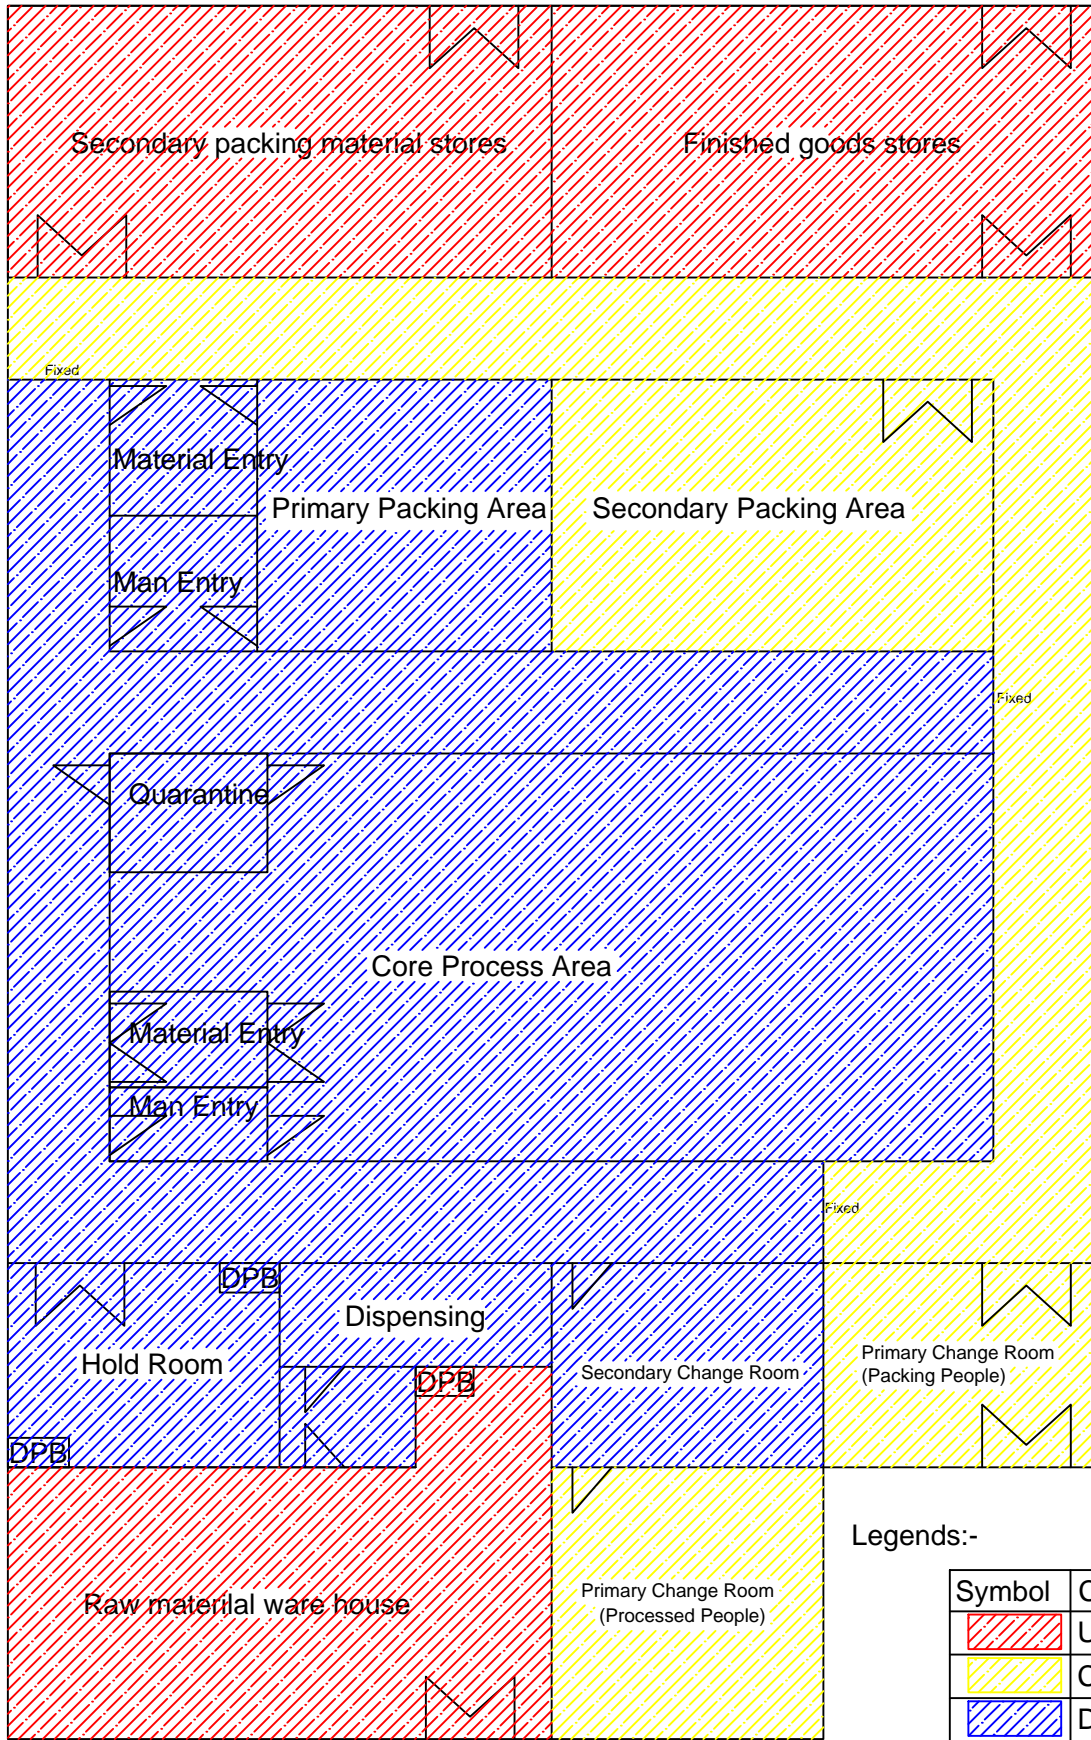 Secondary packing material stores
Finished goods stores
Fixed
Material Entry
Primary Packing Area
Secondary Packing Area
Man Entry
Fixed
Quarantine
Core Process Area
Material Entry
Man Entry
Fixed
DPB
Dispensing
Hold Room
DPB
Secondary Change Room
Primary Change Room
(Packing People)
DPB
Legends:-
Raw materilal ware house
Primary Change Room
(Processed People)
Symbol